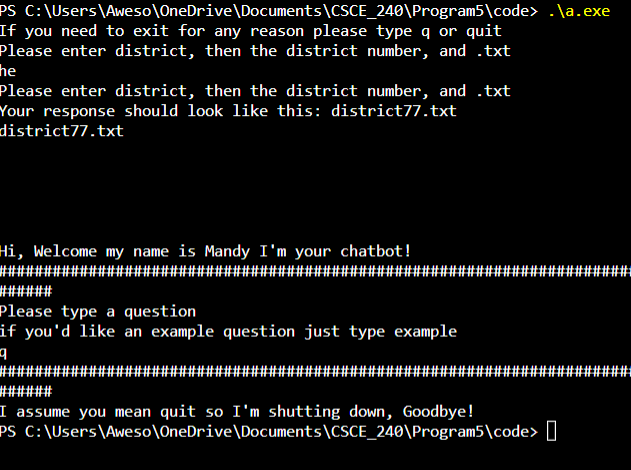 PS C:\Users\Aweso\OneDrive\Documents\CSCE_240\Program5\code> .\a.exe
If you need to exit for any reason please type q or quit
Please enter district, then the district number, and .txt
he
Please enter district, then the district number, and .txt
Your response should look like this: district77.txt
district77.txt
Hi, Welcome my name is Mandy I'm your chatbot!
######################################################################
######
Please type a question
if you'd like an example question just type example
q
######################################################################
######
I assume you mean quit so I'm shutting down, Goodbye!
PS C:\Users\Aweso\OneDrive\Documents\CSCE_240\Program5\code>